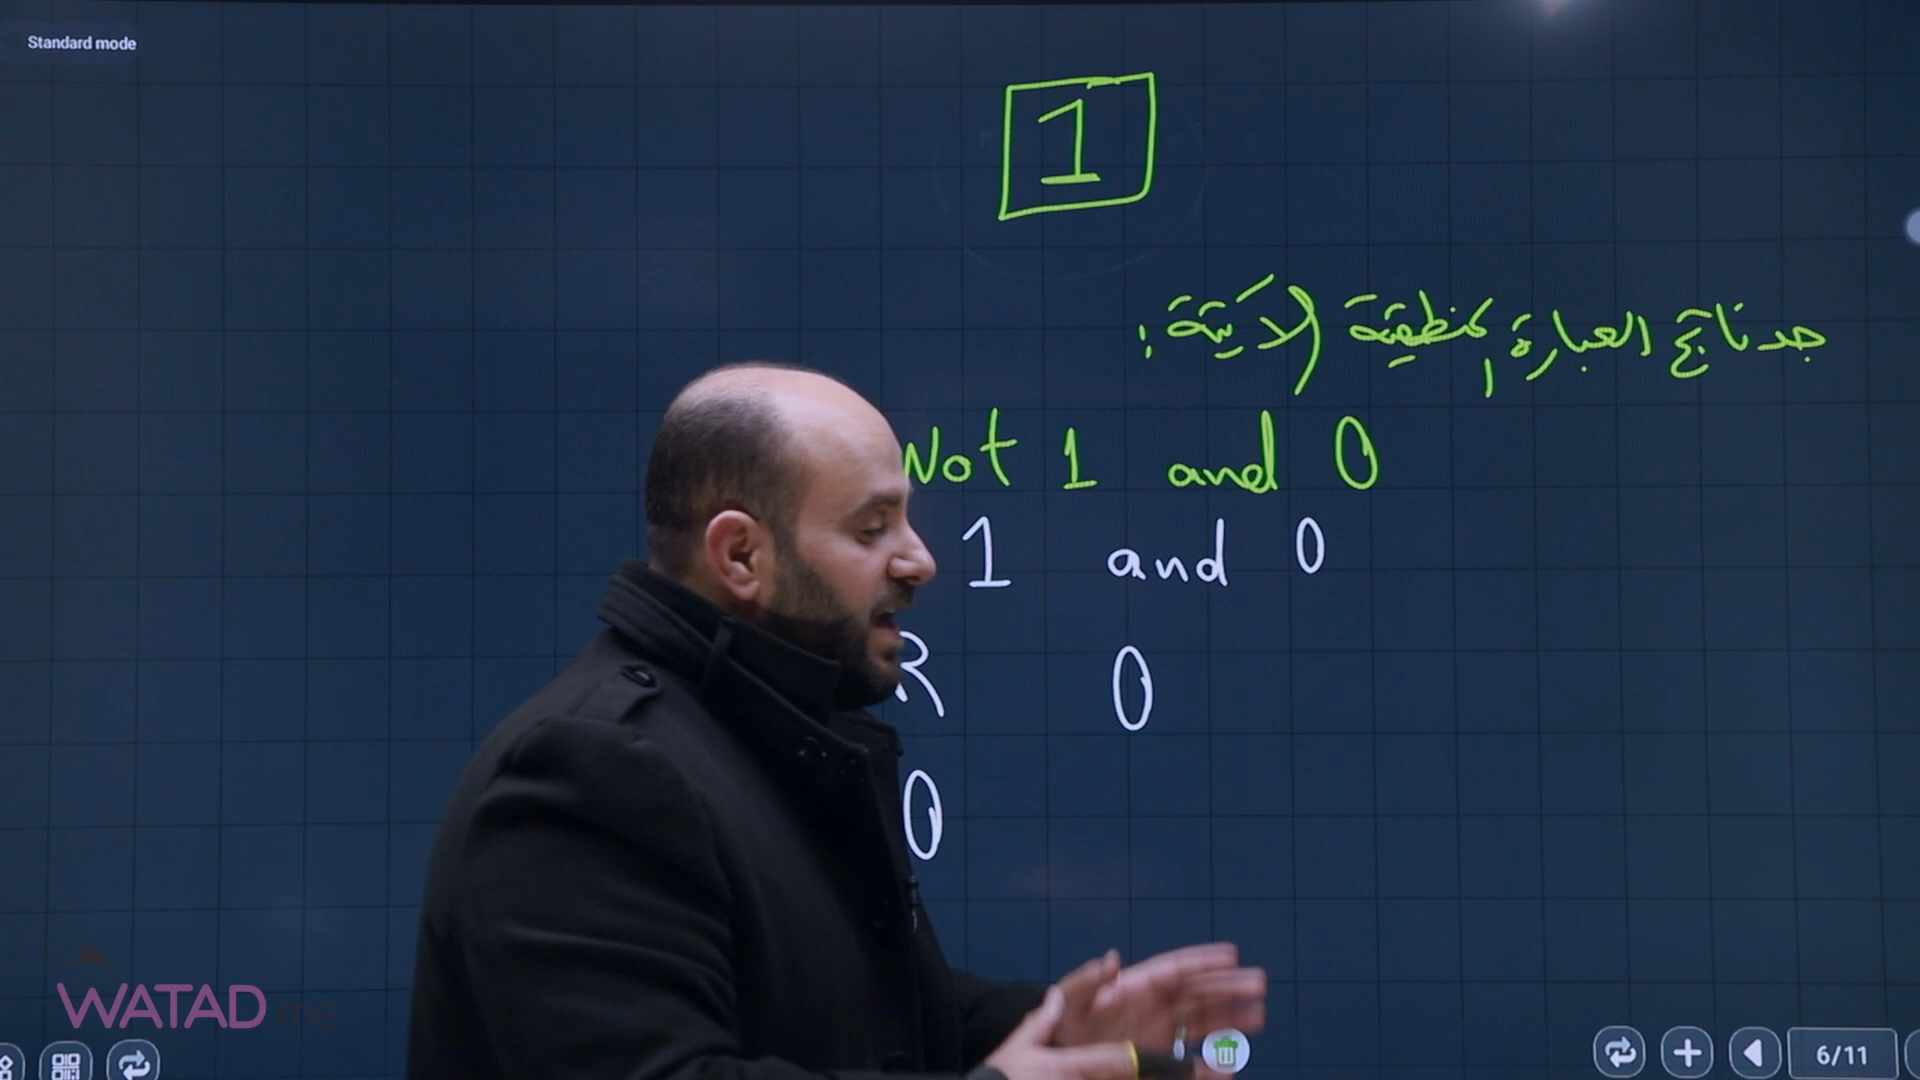 Standard mode
1
جد ناتج العبارة المنطقية الآتية :
Not 1 and 0
1 and 0
R 0
0
WATAD me
6/11